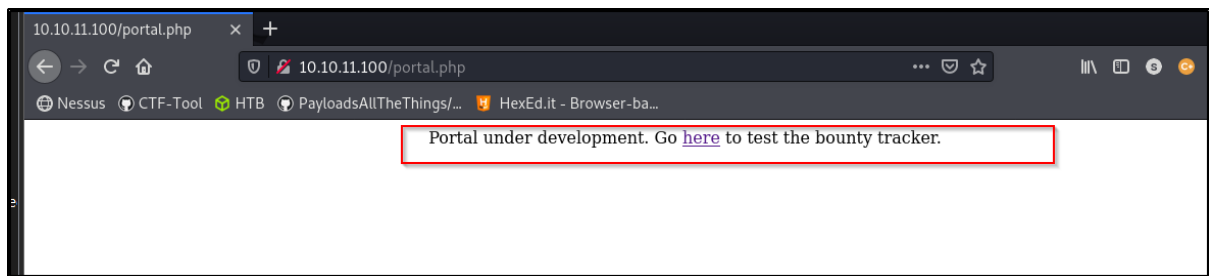 10.10.11.100/portal.php
10.10.11.100/portal.php
Nessus CTF-Tool HTB PayloadsAllTheThings/... HexEd.it - Browser-ba...
Portal under development. Go here to test the bounty tracker.